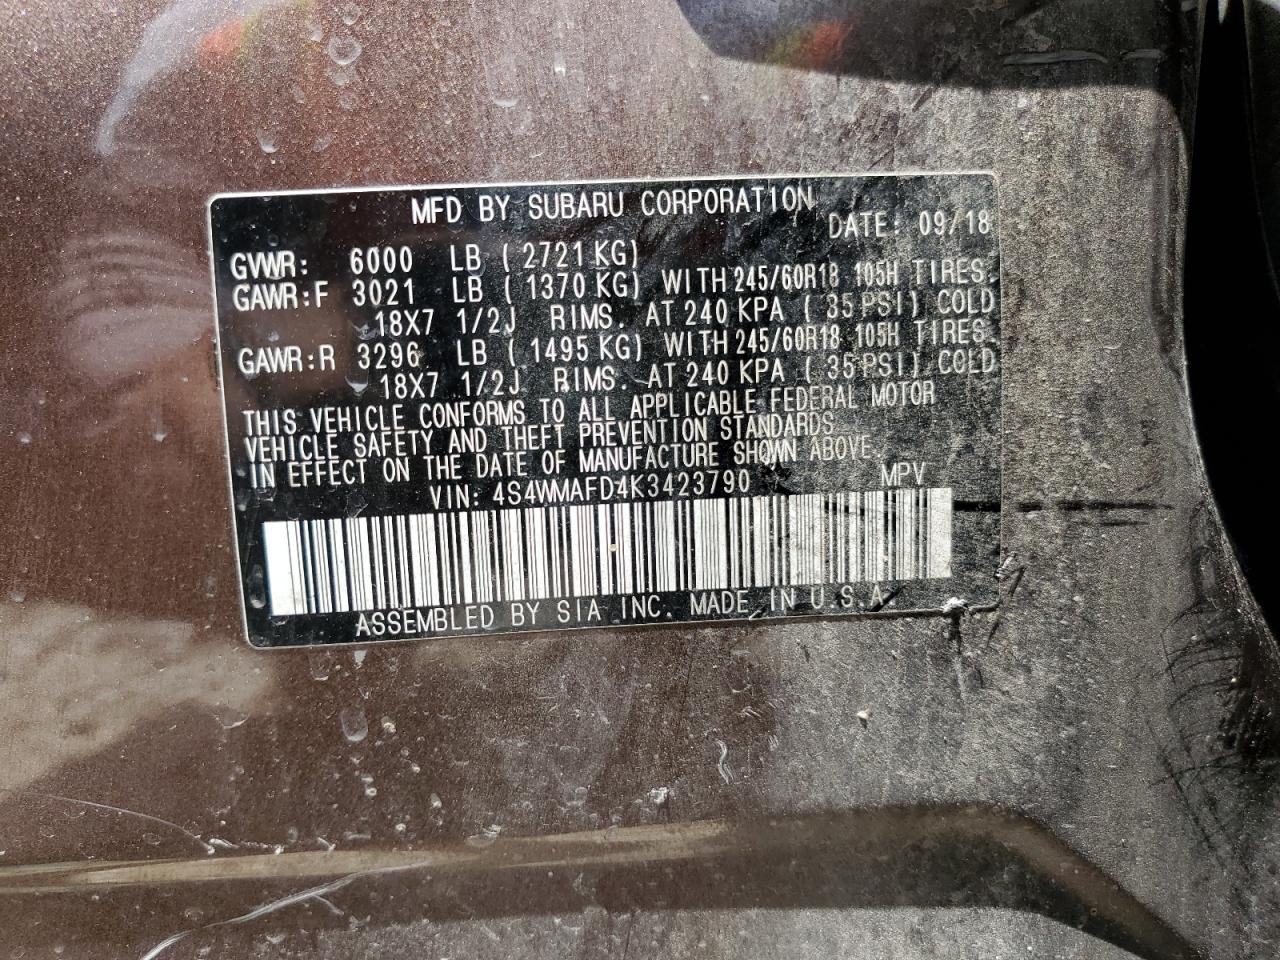 MFD BY SUBARU CORPORATION
DATE: 09/18
GVWR: 6000 LB ( 2721 KG)
GAWR:F 3021 LB ( 1370 KG) WITH 245/60R18 105H TIRES.
18X7 1/2J RIMS. AT 240 KPA ( 35 PSI) COLD
GAWR:R 3296 LB ( 1495 KG) WITH 245/60R18 105H TIRES.
18X7 1/2J RIMS. AT 240 KPA ( 35 PSI) COLD
THIS VEHICLE CONFORMS TO ALL APPLICABLE FEDERAL MOTOR
VEHICLE SAFETY AND THEFT PREVENTION STANDARDS
IN EFFECT ON THE DATE OF MANUFACTURE SHOWN ABOVE.
VIN: 4S4WMAFD4K3423790 MPV
ASSEMBLED BY SIA INC. MADE IN U.S.A